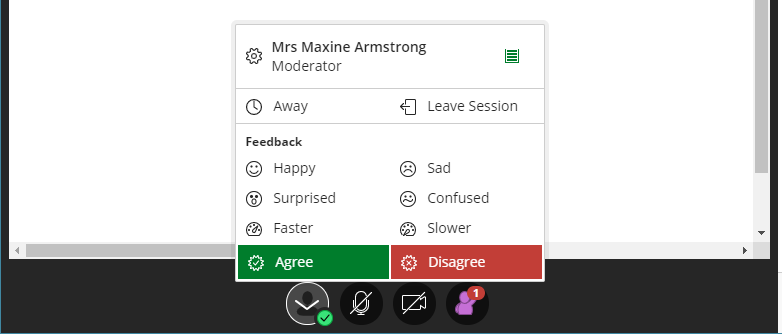 Mrs Maxine Armstrong
Moderator
Away
Leave Session
Feedback
Happy
Sad
Surprised
Confused
Faster
Slower
Agree
Disagree
1